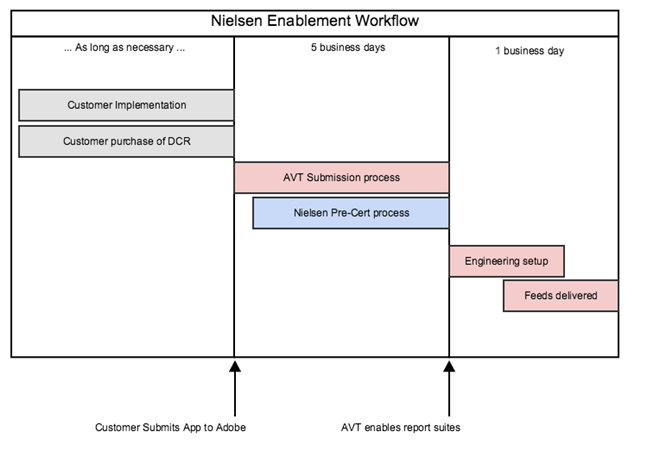 Nielsen Enablement Workflow
... As long as necessary ...
5 business days
1 business day
Customer Implementation
Customer purchase of DCR
AVT Submission process
Nielsen Pre-Cert process
Engineering setup
Feeds delivered
Customer Submits App to Adobe
AVT enables report suites